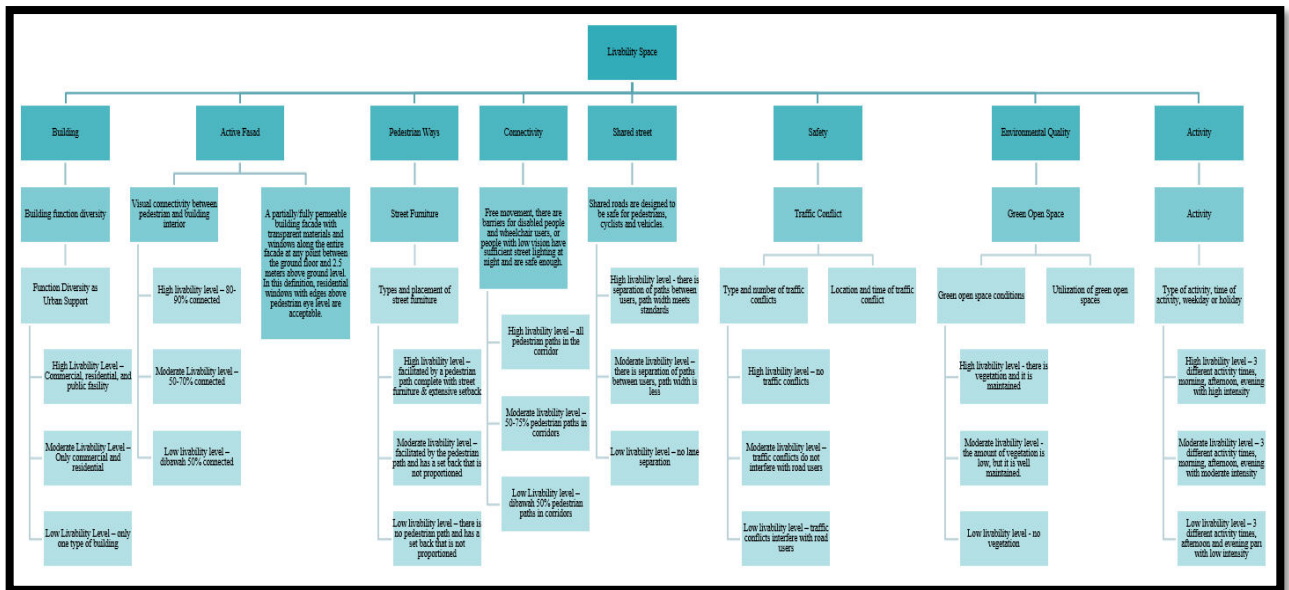 Livability Space
Building
Active Fasad
Pedestrian Ways
Connectivity
Shared street
Safety
Environmental Quality
Activity
Building function diversity
Function Diversity as
Urban Support
High Livability Level –
Commercial, residential, and
public fasility
Moderate Livability Level –
Only commercial and
residential
Low Livability Level – only
one type of building
Visual connectivity between
pedestrian and building
interior
High livability level – 80-
90% connected
Moderate Livability Level –
50-70% connected
Low livability level –
dibawah 50% connected
A partially/fully permeable
building facade with
transparent materials and
windows along the entire
facade at any point between
the ground floor and 2.5
meters above ground level.
In this definition, residential
windows with edges above
pedestrian eye level are
acceptable.
Street Furniture
Types and placement of
street furniture
High livability level –
facilitated by a pedestrian
path complete with street
furniture & extensive setback
Moderate livability level –
facilitated by the pedestrian
path and has a set back that is
not proportioned
Low livability level – there is
no pedestrian path and has a
set back that is not
proportioned
Free movement, there are
barriers for disabled people
and wheelchair users, or
people with low vision have
sufficient street lighting at
night and are safe enough.
High livability level – all
pedestrian paths in the
corridor
Moderate livability level –
50-75% pedestrian paths in
corridors
Low Livability level –
dibawah 50% pedestrian
paths in corridors
Shared roads are designed to
be safe for pedestrians,
cyclists and vehicles.
High livability level - there
is separation of paths between
users, path width meets
standards
Moderate livability level –
there is separation of paths
between users, path width is
less
Low livability level – no lane
separation
Traffic Conflict
Type and number of traffic
conflicts
High livability level – no
traffic conflicts
Moderate livability level –
traffic conflicts do not
interfere with road users
Low livability level – traffic
conflicts interfere with road
users
Location and time of traffic
conflict
Green Open Space
Green open space conditions
High livability level - there is
vegetation and it is
maintained
Moderate livability level -
the amount of vegetation is
low, but it is well
maintained.
Low livability level - no
vegetation
Utilization of green open
spaces
Activity
Type of activity, time of
activity, weekday or holiday
High livability level – 3
different activity times,
morning, afternoon, evening
with high intensity
Moderate livability level – 3
different activity times,
morning, afternoon, evening
with moderate intensity
Low livability level – 3
different activity times,
afternoon and evening pari
with low intensity